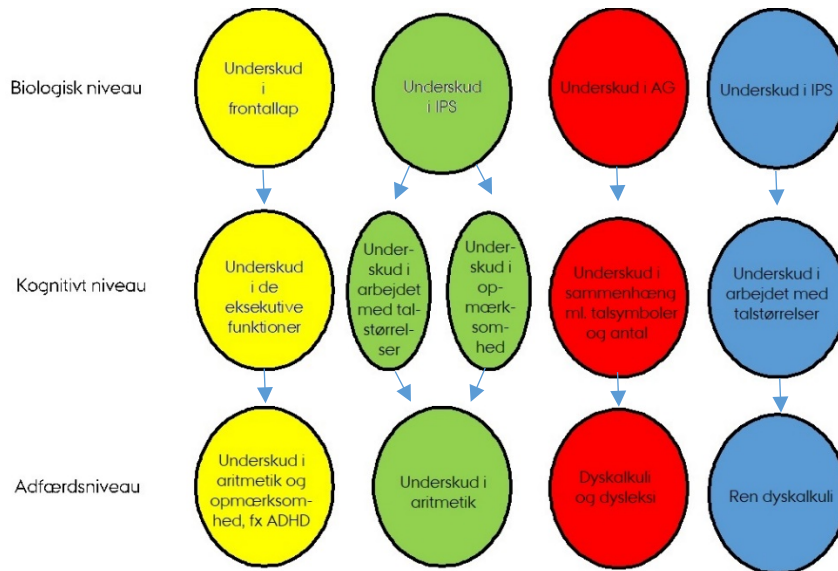 Biologisk niveau
Underskud
i
frontallap
Underskud
i IPS
Underskud i AG
Underskud i IPS
Kognitivt niveau
Underskud
i de
eksekutive
funktioner
Under-
skud i
arbejdet
med tal-
størrel-
ser
Under-
skud i
op-
mærk-
som-
hed
Underskud i
sammenhæng
ml. talsymboler
og antal
Underskud i
arbejdet med
talstørrelser
Adfærdsniveau
Underskud i
aritmetik og
opmærksom-
hed, fx ADHD
Underskud i
aritmetik
Dyskalkuli
og dysleksi
Ren dyskalkuli